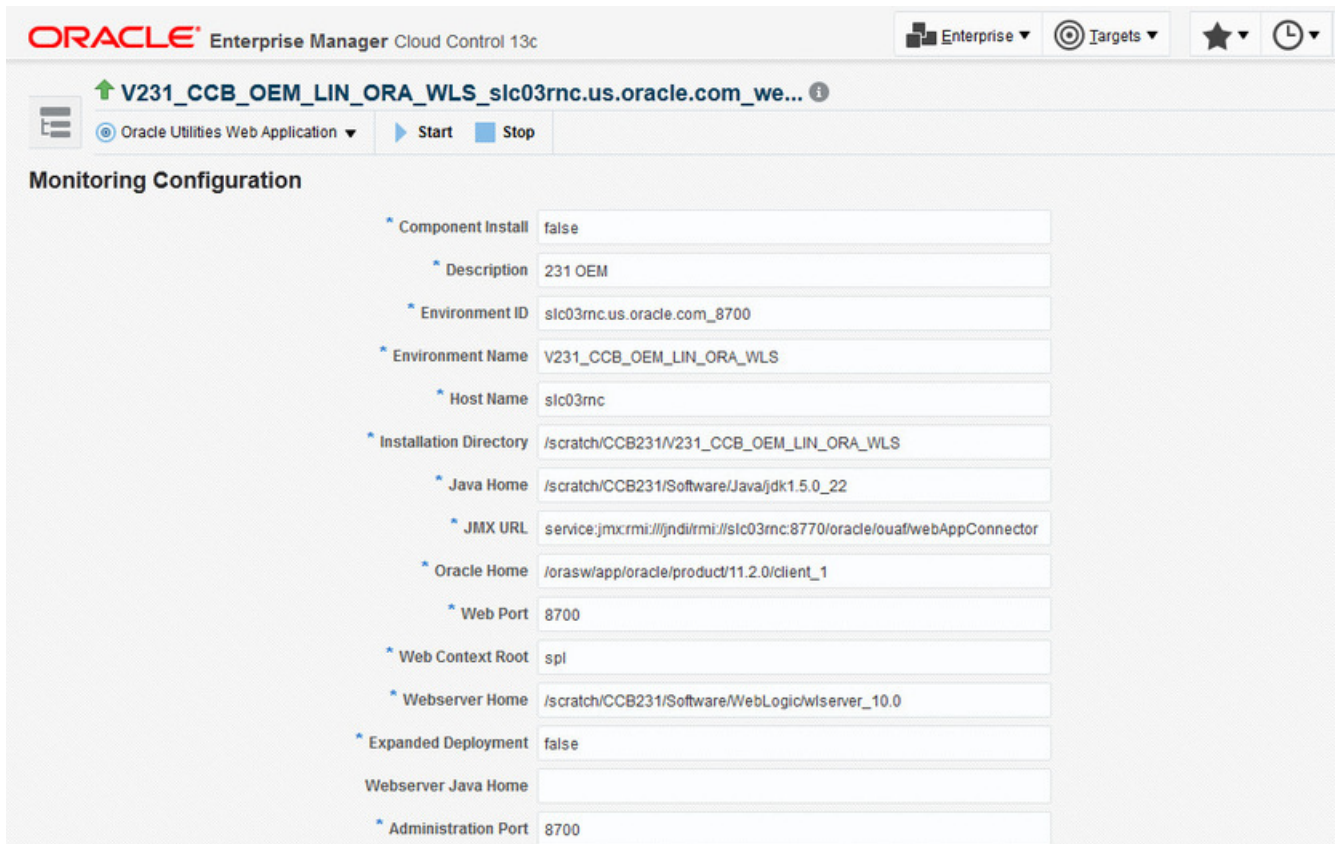 ORACLE® Enterprise Manager Cloud Control 13c Enterprise Targets
V231_CCB_OEM_LIN_ORA_WLS_slc03rnc.us.oracle.com_we...
Oracle Utilities Web Application Start Stop
Monitoring Configuration
* Component Install false
* Description 231 OEM
* Environment ID slc03rnc.us.oracle.com_8700
* Environment Name V231_CCB_OEM_LIN_ORA_WLS
* Host Name slc03rnc
* Installation Directory /scratch/CCB231/V231_CCB_OEM_LIN_ORA_WLS
* Java Home /scratch/CCB231/Software/Java/jdk1.5.0_22
* JMX URL service:jmx:rmi:///jndi/rmi://slc03rnc:8770/oracle/ouaf/webAppConnector
* Oracle Home /orasw/app/oracle/product/11.2.0/client_1
* Web Port 8700
* Web Context Root spl
* Webserver Home /scratch/CCB231/Software/WebLogic/wlserver_10.0
* Expanded Deployment false
Webserver Java Home
* Administration Port 8700